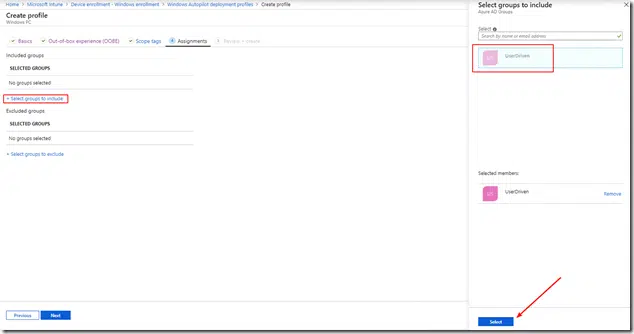 Home > Microsoft Intune > Device enrollment - Windows enrollment > Windows Autopilot deployment profiles > Create profile
Create profile
Windows PC
Basics
Out-of-box experience (OOBE)
Scope tags
4 Assignments
5 Review + create
Included groups
SELECTED GROUPS
No groups selected
+ Select groups to include
Excluded groups
SELECTED GROUPS
No groups selected
+ Select groups to exclude
Previous
Next
Select groups to include
Azure AD Groups
Select
Search by name or email address
UserDriven
Selected members:
UserDriven
Remove
Select